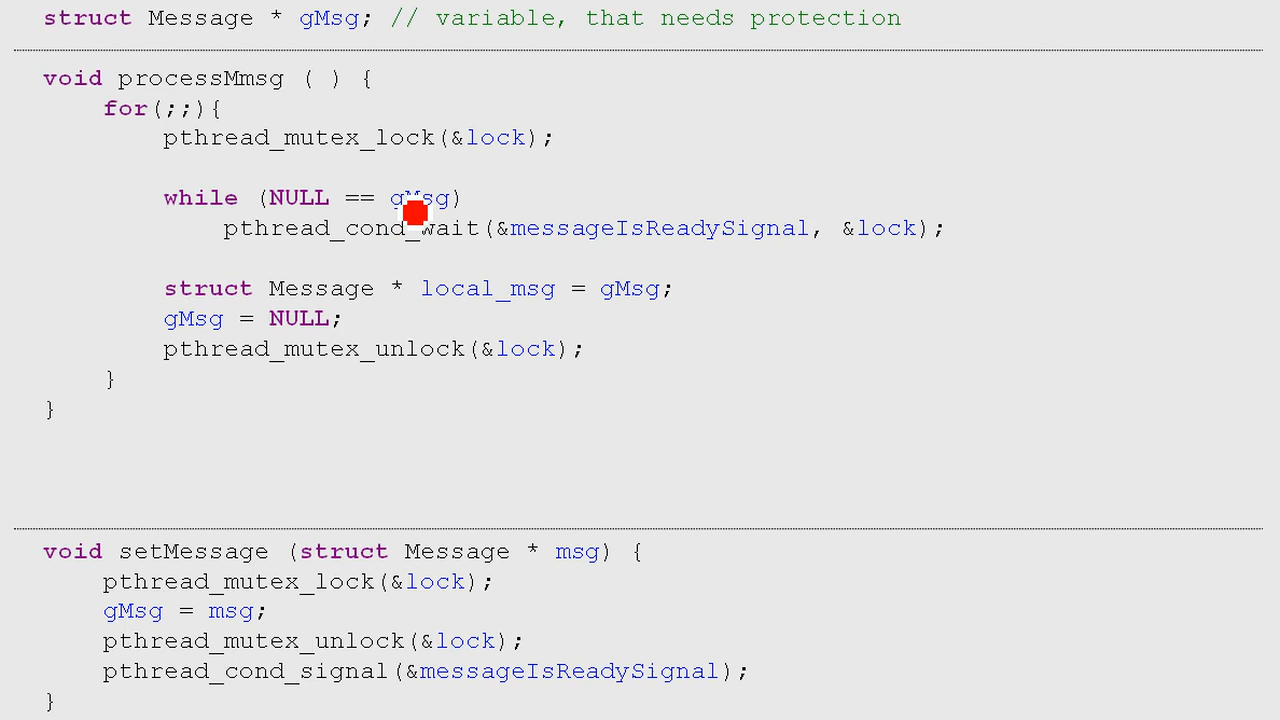 struct Message * gMsg; // variable, that needs protection
void processMmsg ( ) {
for(;;){
pthread_mutex_lock(&lock);
while (NULL == gMsg)
pthread_cond_wait(&messageIsReadySignal, &lock);
struct Message * local_msg = gMsg;
gMsg = NULL;
pthread_mutex_unlock(&lock);
}
}
void setMessage (struct Message * msg) {
pthread_mutex_lock(&lock);
gMsg = msg;
pthread_mutex_unlock(&lock);
pthread_cond_signal(&messageIsReadySignal);
}